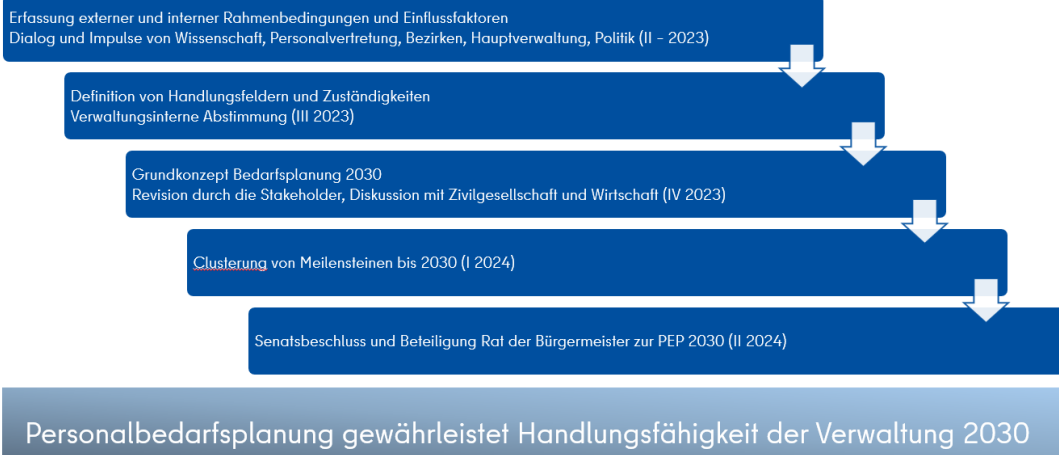 Erfassung externer und interner Rahmenbedingungen und Einflussfaktoren
Dialog und Impulse von Wissenschaft, Personalvertretung, Bezirken, Hauptverwaltung, Politik (II – 2023)
Definition von Handlungsfeldern und Zuständigkeiten
Verwaltungsinterne Abstimmung (III 2023)
Grundkonzept Bedarfsplanung 2030
Revision durch die Stakeholder, Diskussion mit Zivilgesellschaft und Wirtschaft (IV 2023)
Clusterung von Meilensteinen bis 2030 (I 2024)
Senatsbeschluss und Beteiligung Rat der Bürgermeister zur PEP 2030 (II 2024)
Personalbedarfsplanung gewährleistet Handlungsfähigkeit der Verwaltung 2030